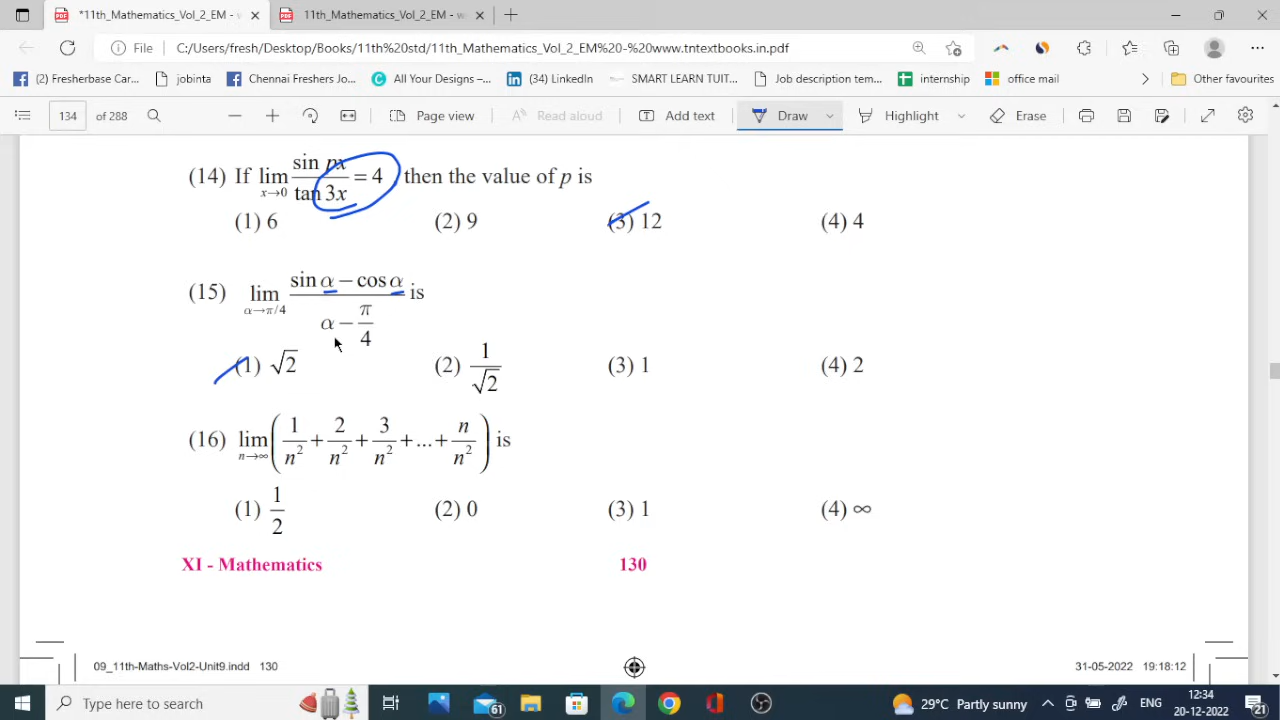 *11th_Mathematics_Vol_2_EM - v
11th_Mathematics_Vol_2_EM - w
File C:/Users/fresh/Desktop/Books/11th%20std/11th_Mathematics_Vol_2_EM%20-%20www.tntextbooks.in.pdf
(2) Fresherbase Car... jobinta Chennai Freshers Jo... All Your Designs –... (34) LinkedIn SMART LEARN TUIT... Job description tem... internship office mail Other favourites
134 of 288 Page view Read aloud Add text Draw Highlight Erase
(14) If lim x→0 sin px / tan 3x = 4, then the value of p is
(1) 6 (2) 9 (3) 12 (4) 4
(15) lim α→π/4 (sin α − cos α) / (α − π/4) is
(1) √2 (2) 1/√2 (3) 1 (4) 2
(16) lim n→∞ (1/n² + 2/n² + 3/n² + ... + n/n²) is
(1) 1/2 (2) 0 (3) 1 (4) ∞
XI - Mathematics 130
09_11th-Maths-Vol2-Unit9.indd 130 31-05-2022 19:18:12
Type here to search 61 29°C Partly sunny ENG 12:34
20-12-2022 21